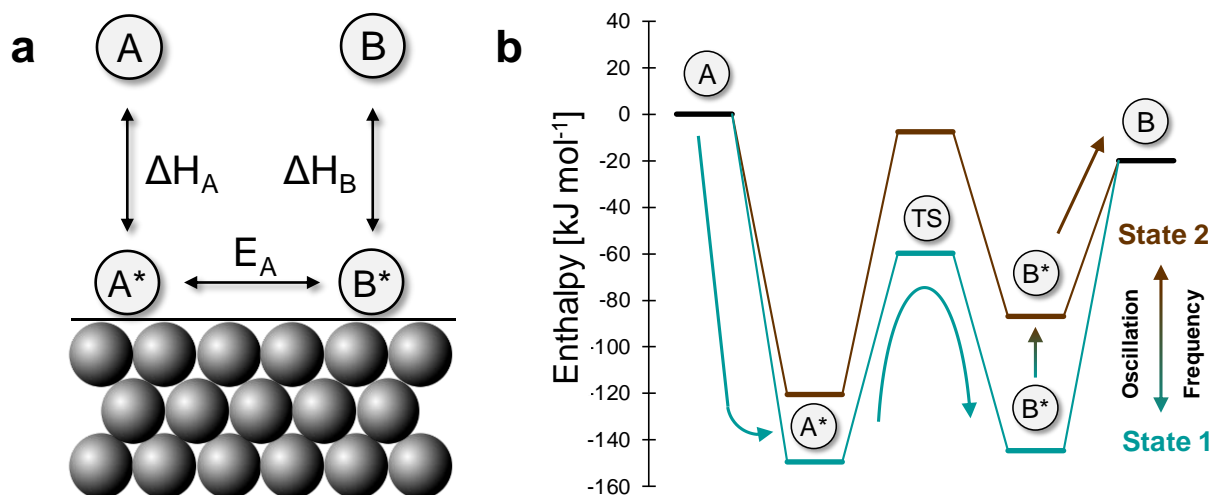 a
A
B
ΔH_A
ΔH_B
E_A
A*
B*
b
Enthalpy [kJ mol⁻¹]
40
20
0
-20
-40
-60
-80
-100
-120
-140
-160
A
B
TS
B*
B*
A*
State 2
Oscillation
Frequency
State 1